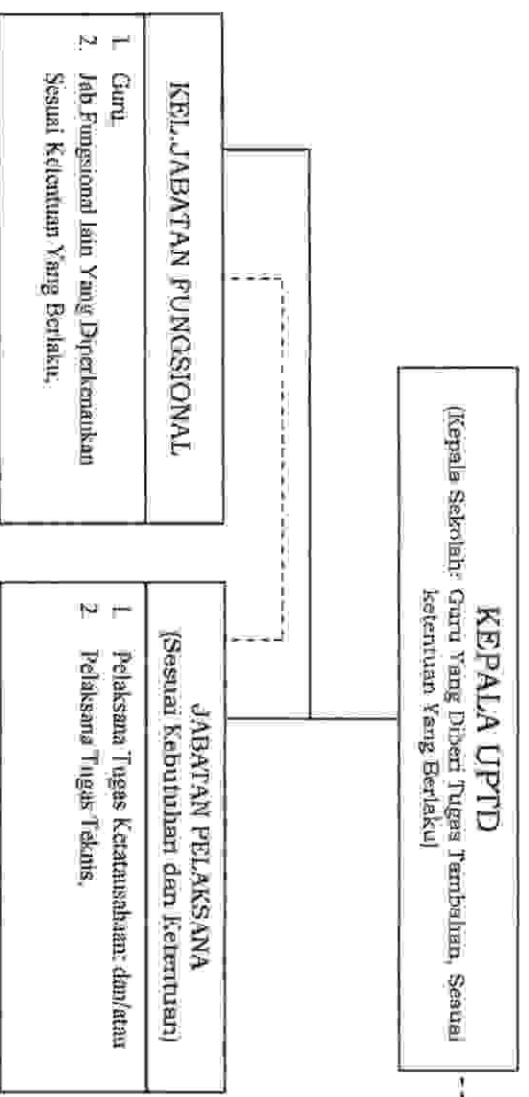 KEPALA UPTD
(Kepala Sekolah: Guru Yang Diberi Tugas Tambahan, Sesuai
ketentuan Yang Berlaku)
KEL.JABATAN FUNGSIONAL
1. Guru
2. Jab.Fungsional lain Yang Diperkenankan
Sesuai Ketentuan Yang Berlaku;
JABATAN PELAKSANA
(Sesuai Kebutuhan dan Ketentuan)
1. Pelaksana Tugas Ketatausahaan; dan/atau
2. Pelaksana Tugas Teknis,